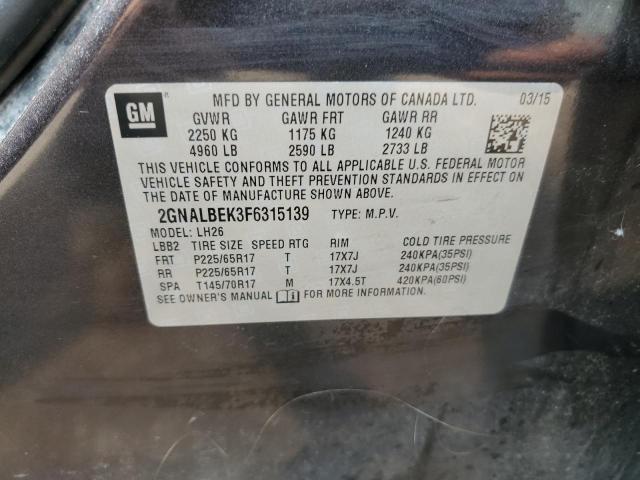 GM
MFD BY GENERAL MOTORS OF CANADA LTD. 03/15
GVWR GAWR FRT GAWR RR
2250 KG 1175 KG 1240 KG
4960 LB 2590 LB 2733 LB
THIS VEHICLE CONFORMS TO ALL APPLICABLE U.S. FEDERAL MOTOR
VEHICLE SAFETY AND THEFT PREVENTION STANDARDS IN EFFECT ON
THE DATE OF MANUFACTURE SHOWN ABOVE.
2GNALBEK3F6315139 TYPE: M.P.V.
MODEL: LH26
LBB2 TIRE SIZE SPEED RTG RIM COLD TIRE PRESSURE
FRT P225/65R17 T 17X7J 240KPA(35PSI)
RR P225/65R17 T 17X7J 240KPA(35PSI)
SPA T145/70R17 M 17X4.5T 420KPA(60PSI)
SEE OWNER'S MANUAL FOR MORE INFORMATION.